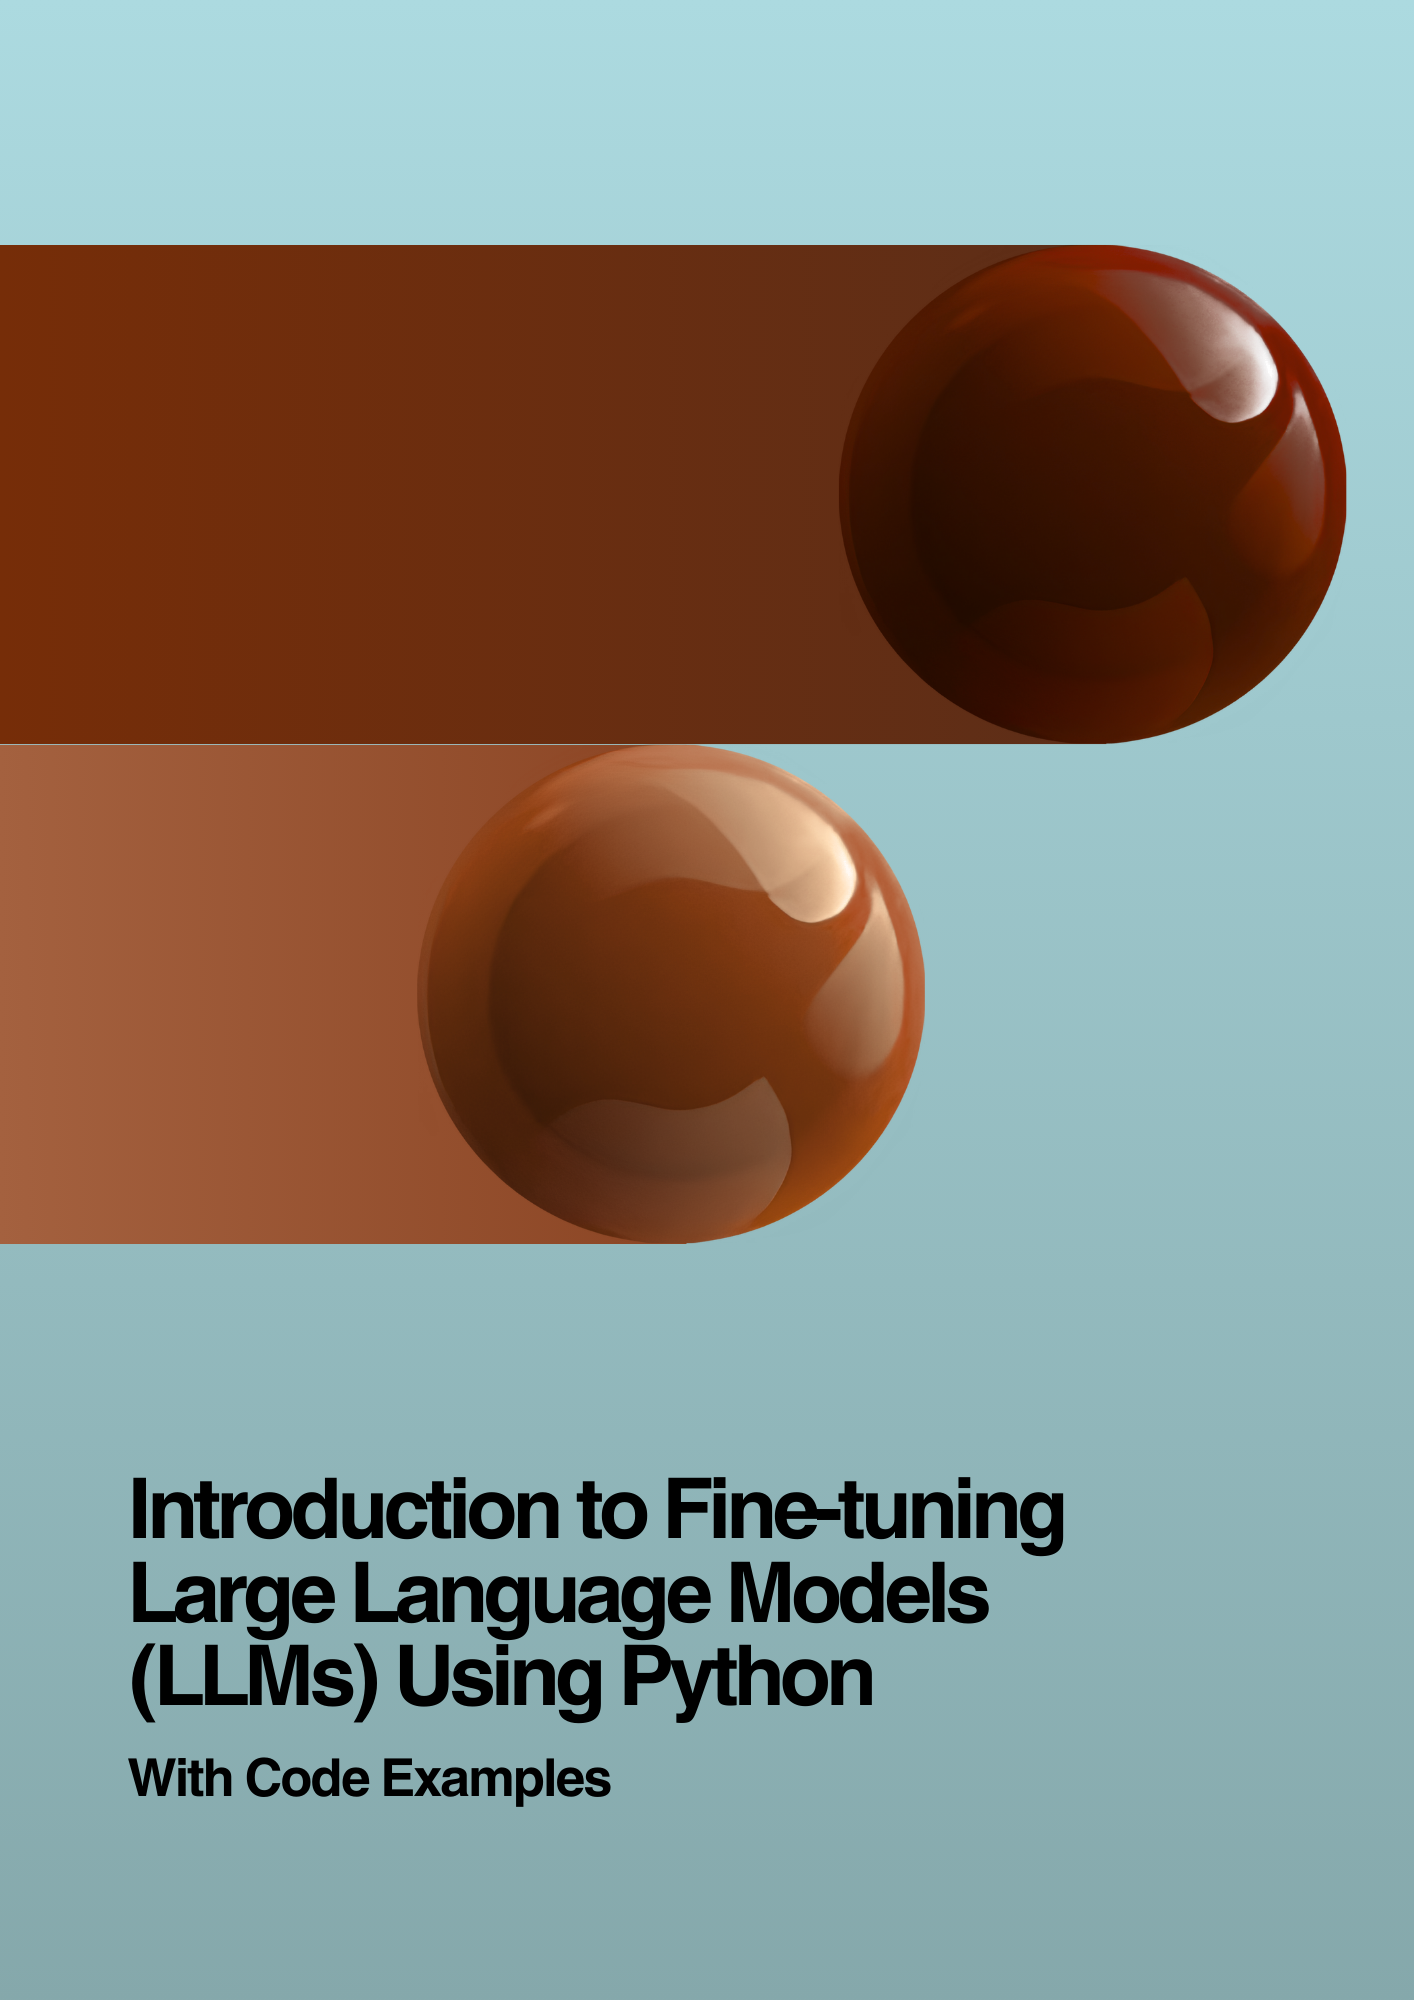 Introduction to Fine-tuning
Large Language Models
(LLMs) Using Python
With Code Examples